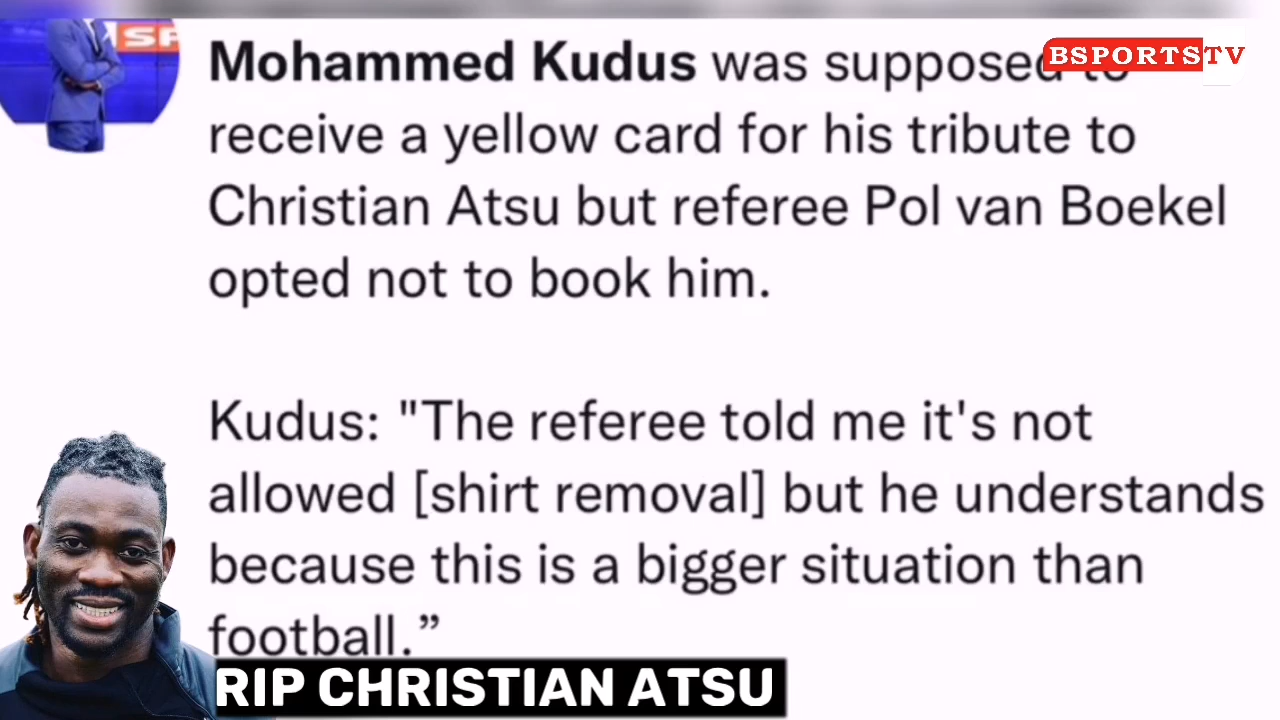 SP
BSPORTSTV
Mohammed Kudus was supposed to
receive a yellow card for his tribute to
Christian Atsu but referee Pol van Boekel
opted not to book him.
Kudus: "The referee told me it's not
allowed [shirt removal] but he understands
because this is a bigger situation than
football.”
RIP CHRISTIAN ATSU